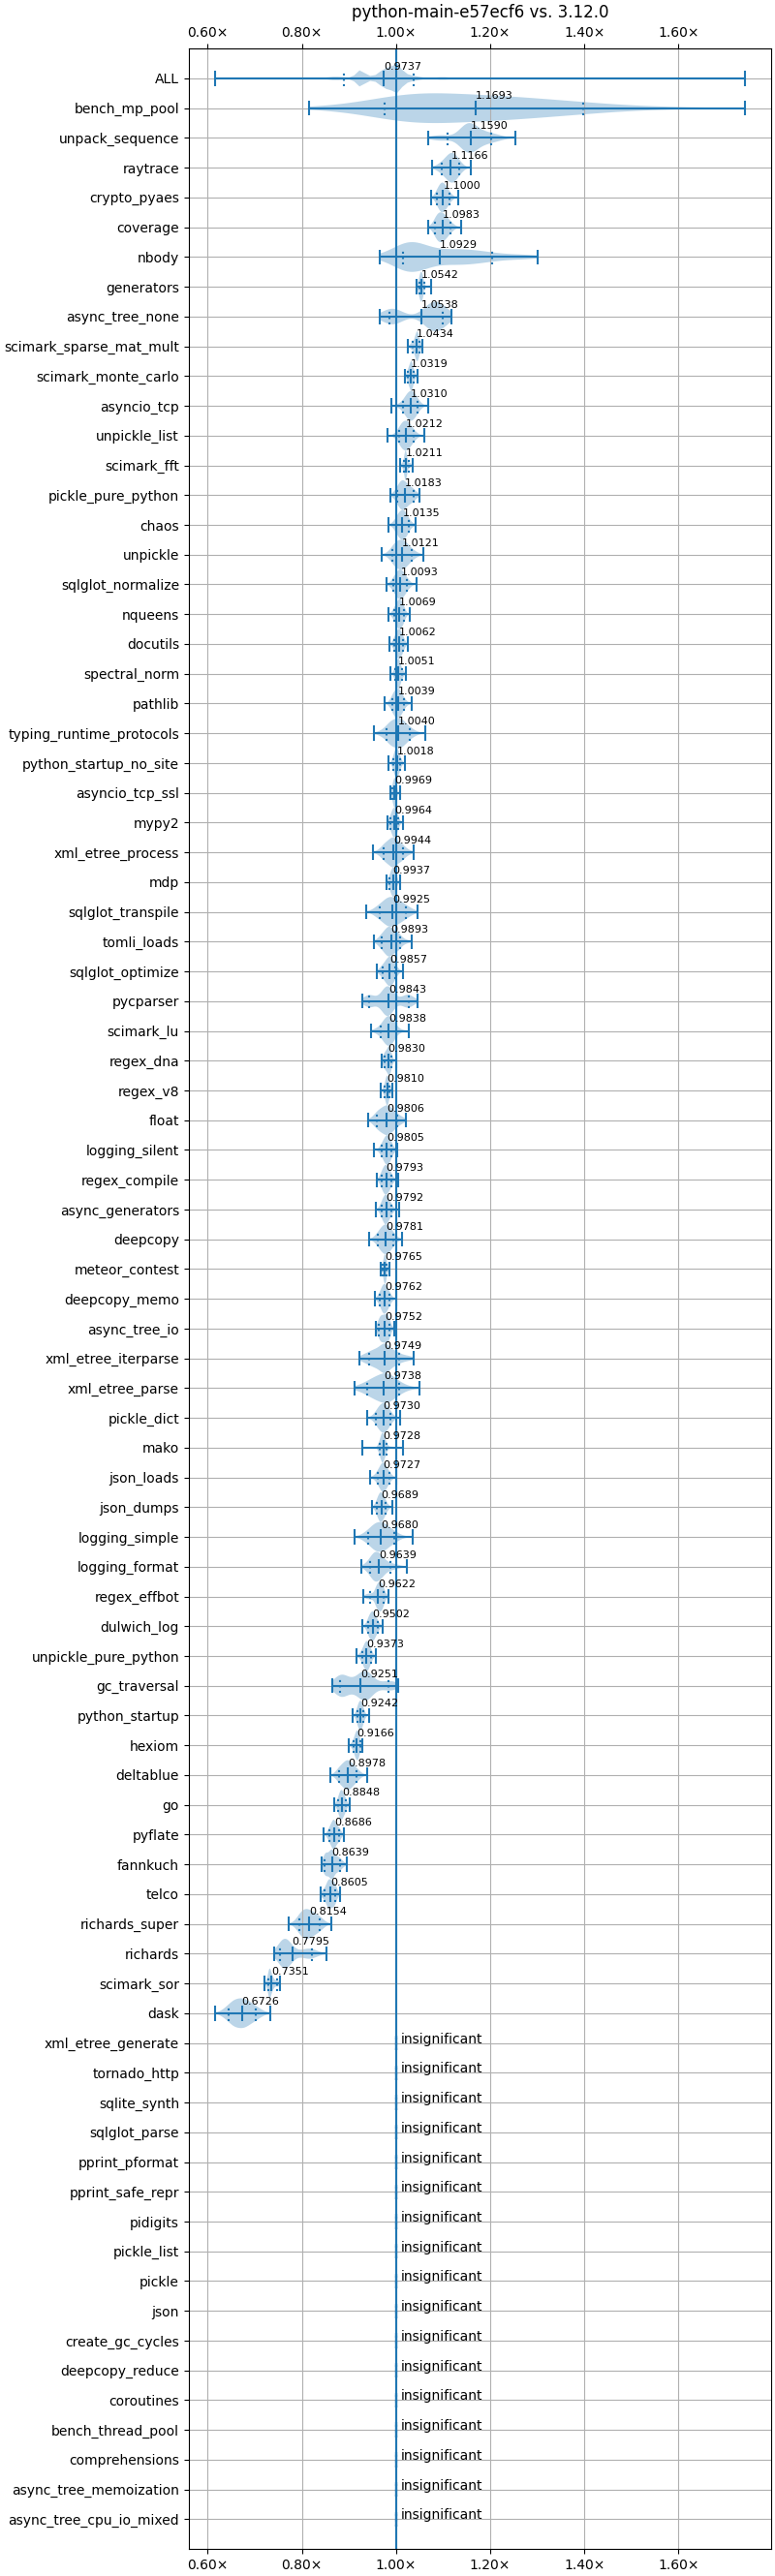 python-main-e57ecf6 vs. 3.12.0
0.60× 0.80× 1.00× 1.20× 1.40× 1.60×
ALL 0.9737
bench_mp_pool 1.1693
unpack_sequence 1.1590
raytrace 1.1166
crypto_pyaes 1.1000
coverage 1.0983
nbody 1.0929
generators 1.0542
async_tree_none 1.0538
scimark_sparse_mat_mult 1.0434
scimark_monte_carlo 1.0319
asyncio_tcp 1.0310
unpickle_list 1.0212
scimark_fft 1.0211
pickle_pure_python 1.0183
chaos 1.0135
unpickle 1.0121
sqlglot_normalize 1.0093
nqueens 1.0069
docutils 1.0062
spectral_norm 1.0051
pathlib 1.0039
typing_runtime_protocols 1.0040
python_startup_no_site 1.0018
asyncio_tcp_ssl 0.9969
mypy2 0.9964
xml_etree_process 0.9944
mdp 0.9937
sqlglot_transpile 0.9925
tomli_loads 0.9893
sqlglot_optimize 0.9857
pycparser 0.9843
scimark_lu 0.9838
regex_dna 0.9830
regex_v8 0.9810
float 0.9806
logging_silent 0.9805
regex_compile 0.9793
async_generators 0.9792
deepcopy 0.9781
meteor_contest 0.9765
deepcopy_memo 0.9762
async_tree_io 0.9752
xml_etree_iterparse 0.9749
xml_etree_parse 0.9738
pickle_dict 0.9730
mako 0.9728
json_loads 0.9727
json_dumps 0.9689
logging_simple 0.9680
logging_format 0.9639
regex_effbot 0.9622
dulwich_log 0.9502
unpickle_pure_python 0.9373
gc_traversal 0.9251
python_startup 0.9242
hexiom 0.9166
deltablue 0.8978
go 0.8848
pyflate 0.8686
fannkuch 0.8639
telco 0.8605
richards_super 0.8154
richards 0.7795
scimark_sor 0.7351
dask 0.6726
xml_etree_generate insignificant
tornado_http insignificant
sqlite_synth insignificant
sqlglot_parse insignificant
pprint_pformat insignificant
pprint_safe_repr insignificant
pidigits insignificant
pickle_list insignificant
pickle insignificant
json insignificant
create_gc_cycles insignificant
deepcopy_reduce insignificant
coroutines insignificant
bench_thread_pool insignificant
comprehensions insignificant
async_tree_memoization insignificant
async_tree_cpu_io_mixed insignificant
0.60× 0.80× 1.00× 1.20× 1.40× 1.60×